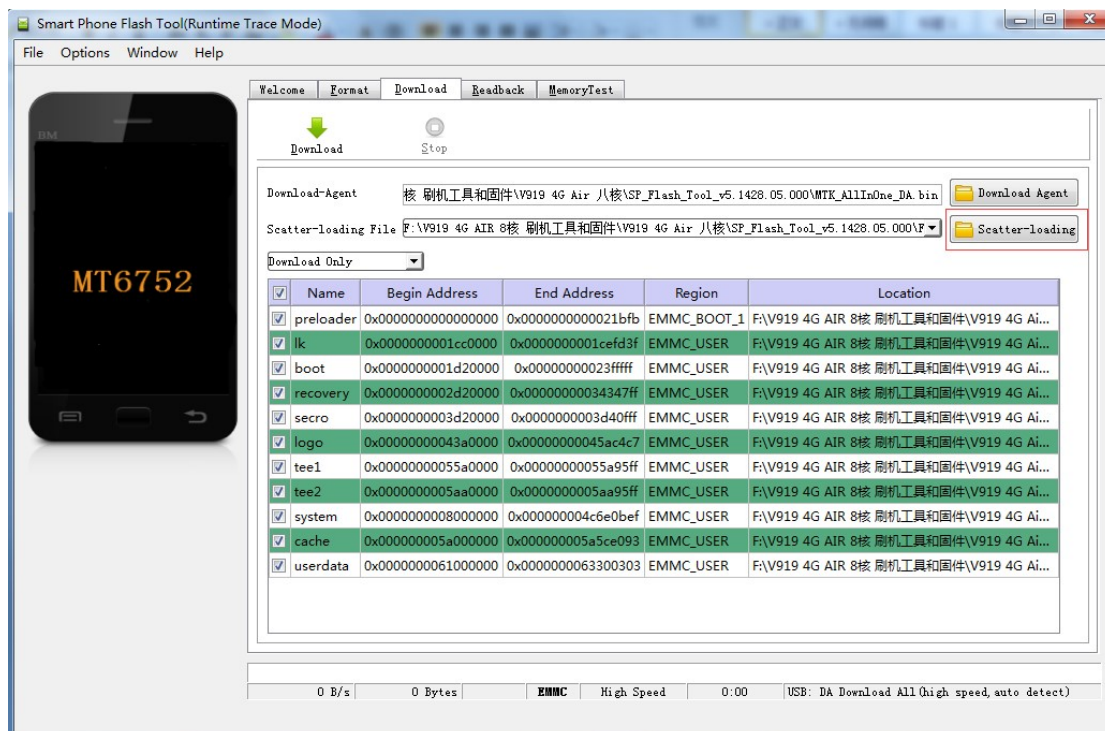 Smart Phone Flash Tool(Runtime Trace Mode)
File Options Window Help
Welcome Format Download Readback MemoryTest
BM
Download Stop
Download-Agent 核 刷机工具和固件\V919 4G Air 八核\SP_Flash_Tool_v5.1428.05.000\MTK_AllInOne_DA.bin Download Agent
Scatter-loading File F:\V919 4G AIR 8核 刷机工具和固件\V919 4G Air 八核\SP_Flash_Tool_v5.1428.05.000\F Scatter-loading
Download Only
MT6752
Name Begin Address End Address Region Location
preloader 0x0000000000000000 0x0000000000021bfb EMMC_BOOT_1 F:\V919 4G AIR 8核 刷机工具和固件\V919 4G Ai...
lk 0x0000000001cc0000 0x0000000001cefd3f EMMC_USER F:\V919 4G AIR 8核 刷机工具和固件\V919 4G Ai...
boot 0x0000000001d20000 0x00000000023fffff EMMC_USER F:\V919 4G AIR 8核 刷机工具和固件\V919 4G Ai...
recovery 0x0000000002d20000 0x00000000034347ff EMMC_USER F:\V919 4G AIR 8核 刷机工具和固件\V919 4G Ai...
secro 0x0000000003d20000 0x0000000003d40fff EMMC_USER F:\V919 4G AIR 8核 刷机工具和固件\V919 4G Ai...
logo 0x00000000043a0000 0x00000000045ac4c7 EMMC_USER F:\V919 4G AIR 8核 刷机工具和固件\V919 4G Ai...
tee1 0x00000000055a0000 0x00000000055a95ff EMMC_USER F:\V919 4G AIR 8核 刷机工具和固件\V919 4G Ai...
tee2 0x0000000005aa0000 0x0000000005aa95ff EMMC_USER F:\V919 4G AIR 8核 刷机工具和固件\V919 4G Ai...
system 0x0000000008000000 0x000000004c6e0bef EMMC_USER F:\V919 4G AIR 8核 刷机工具和固件\V919 4G Ai...
cache 0x000000005a000000 0x000000005a5ce093 EMMC_USER F:\V919 4G AIR 8核 刷机工具和固件\V919 4G Ai...
userdata 0x0000000061000000 0x0000000063300303 EMMC_USER F:\V919 4G AIR 8核 刷机工具和固件\V919 4G Ai...
0 B/s 0 Bytes EMMC High Speed 0:00 USB: DA Download All(high speed,auto detect)